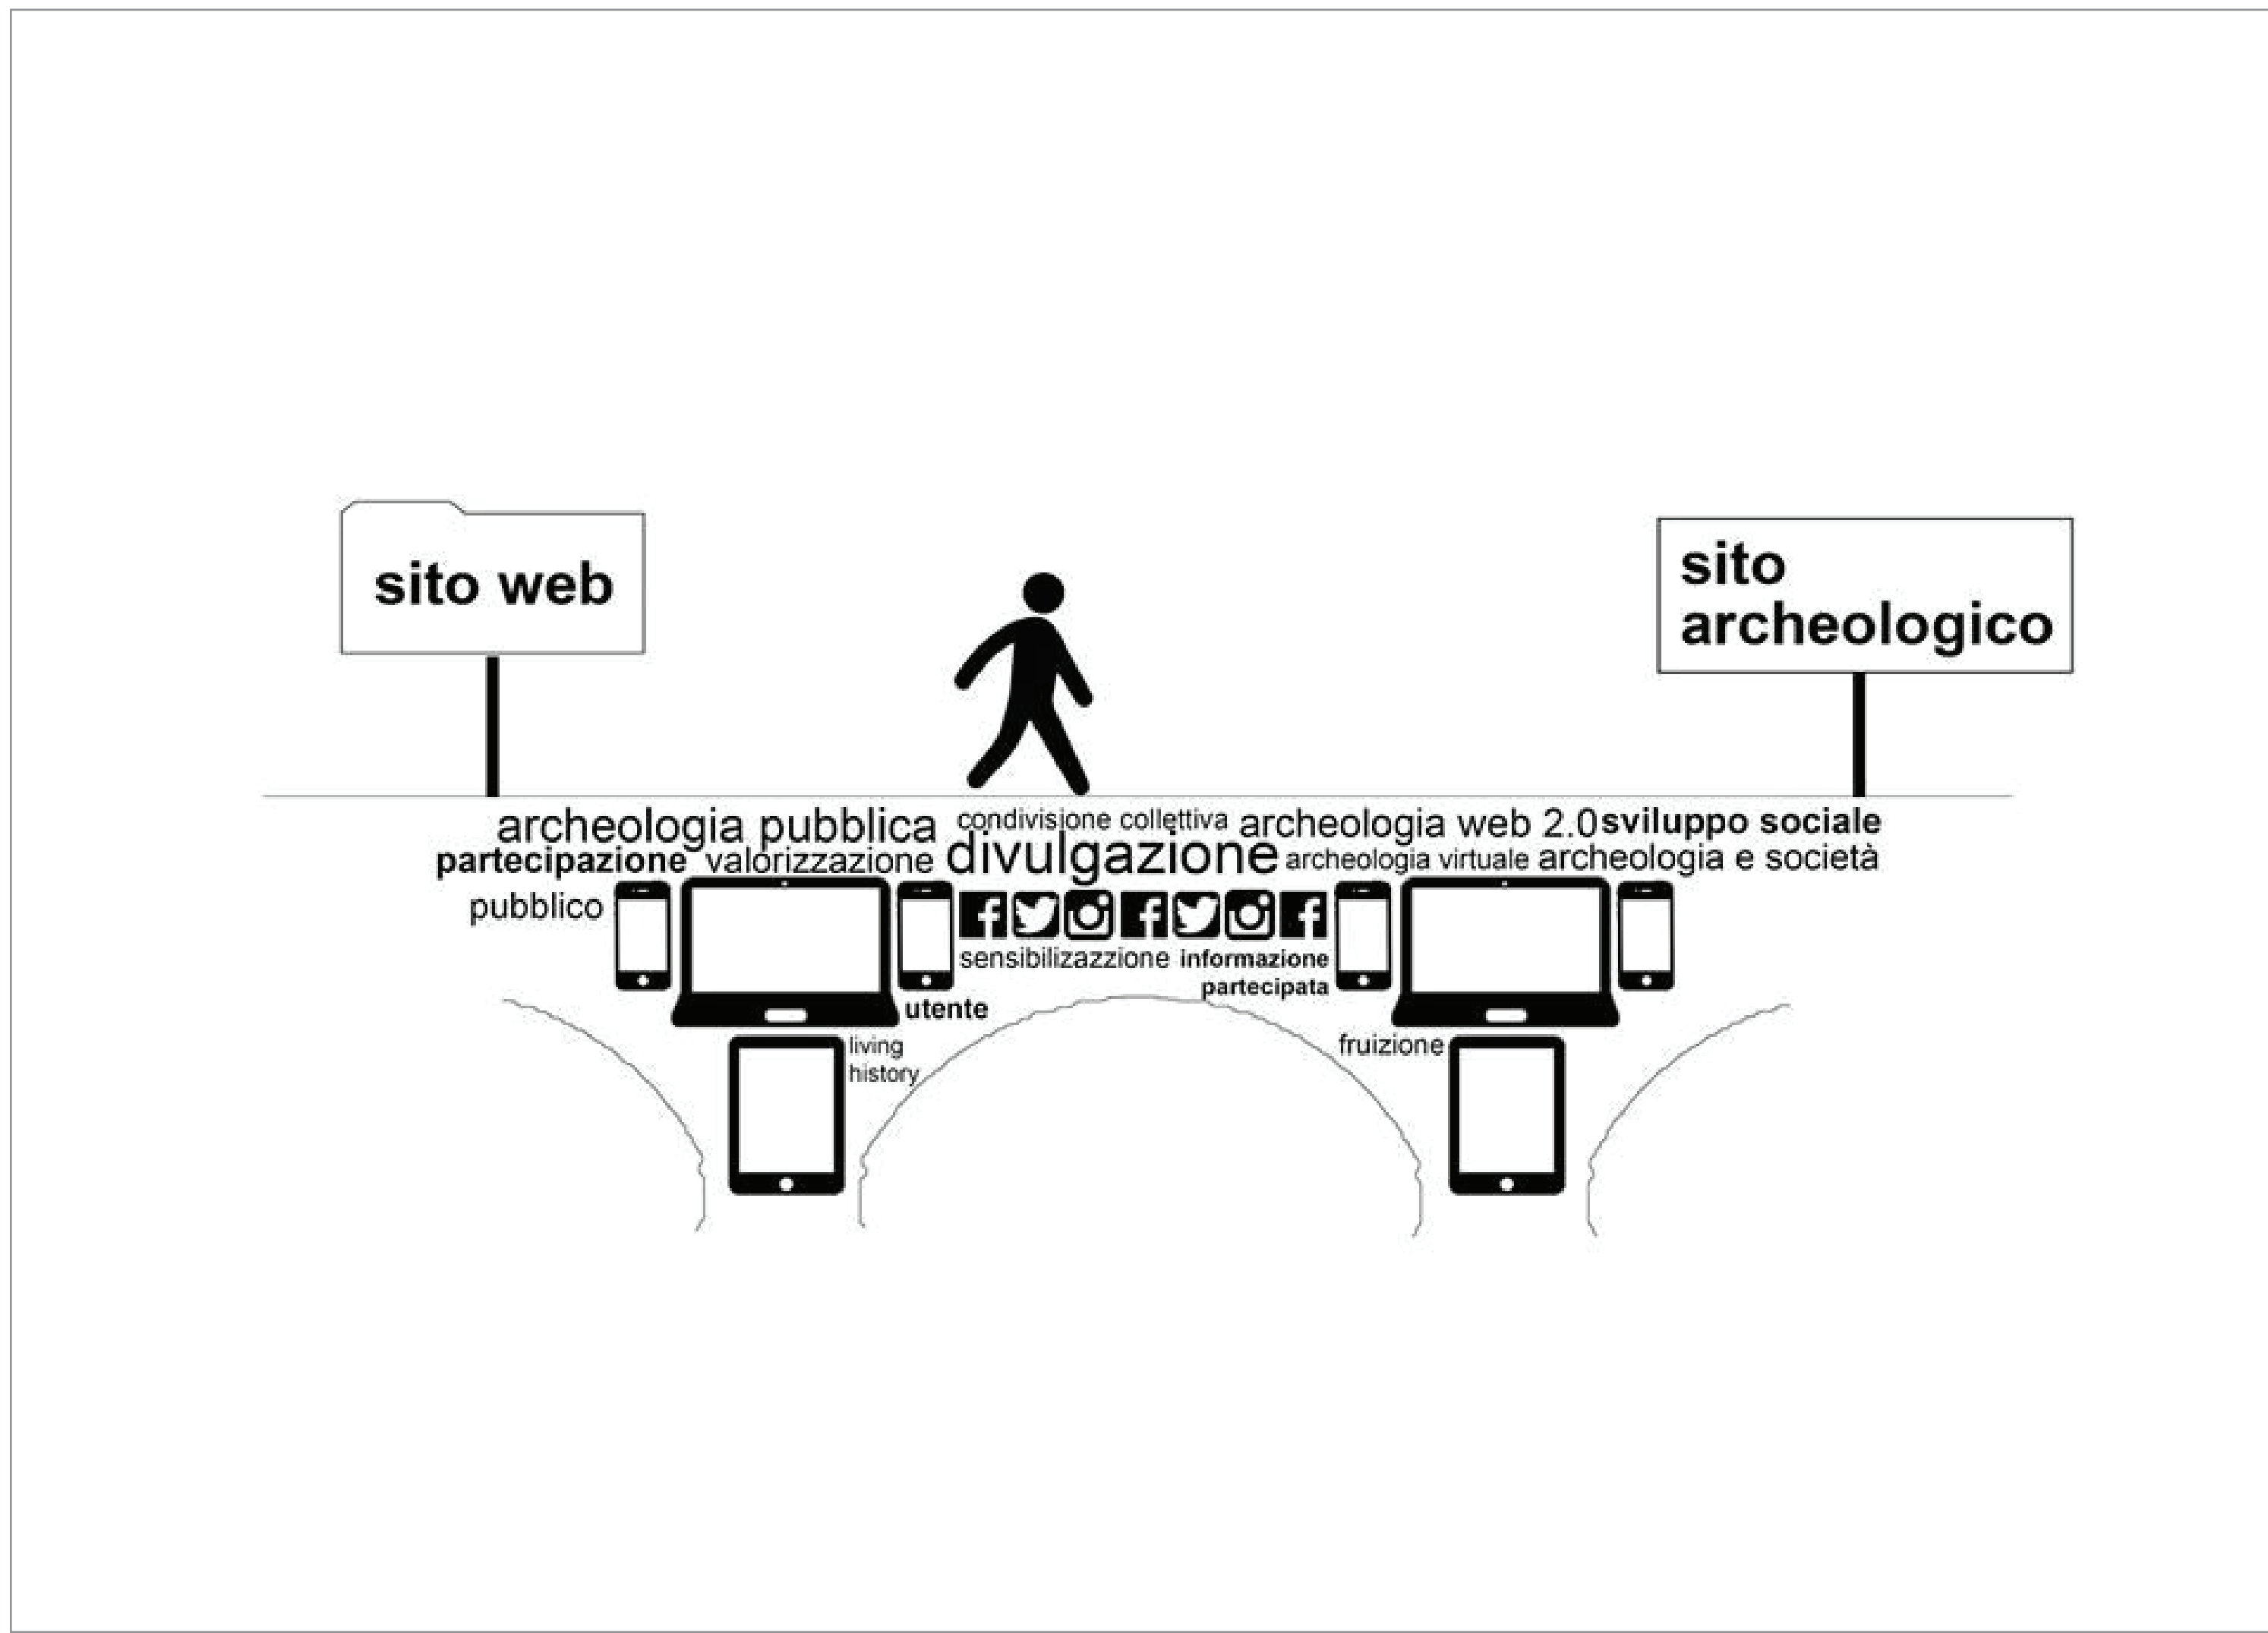 sito web
sito
archeologico
archeologia pubblica condivisione collettiva archeologia web 2.0 sviluppo sociale
partecipazione valorizzazione divulgazione archeologia virtuale archeologia e società
pubblico
sensibilizazzione informazione
partecipata
utente
living
history
fruizione